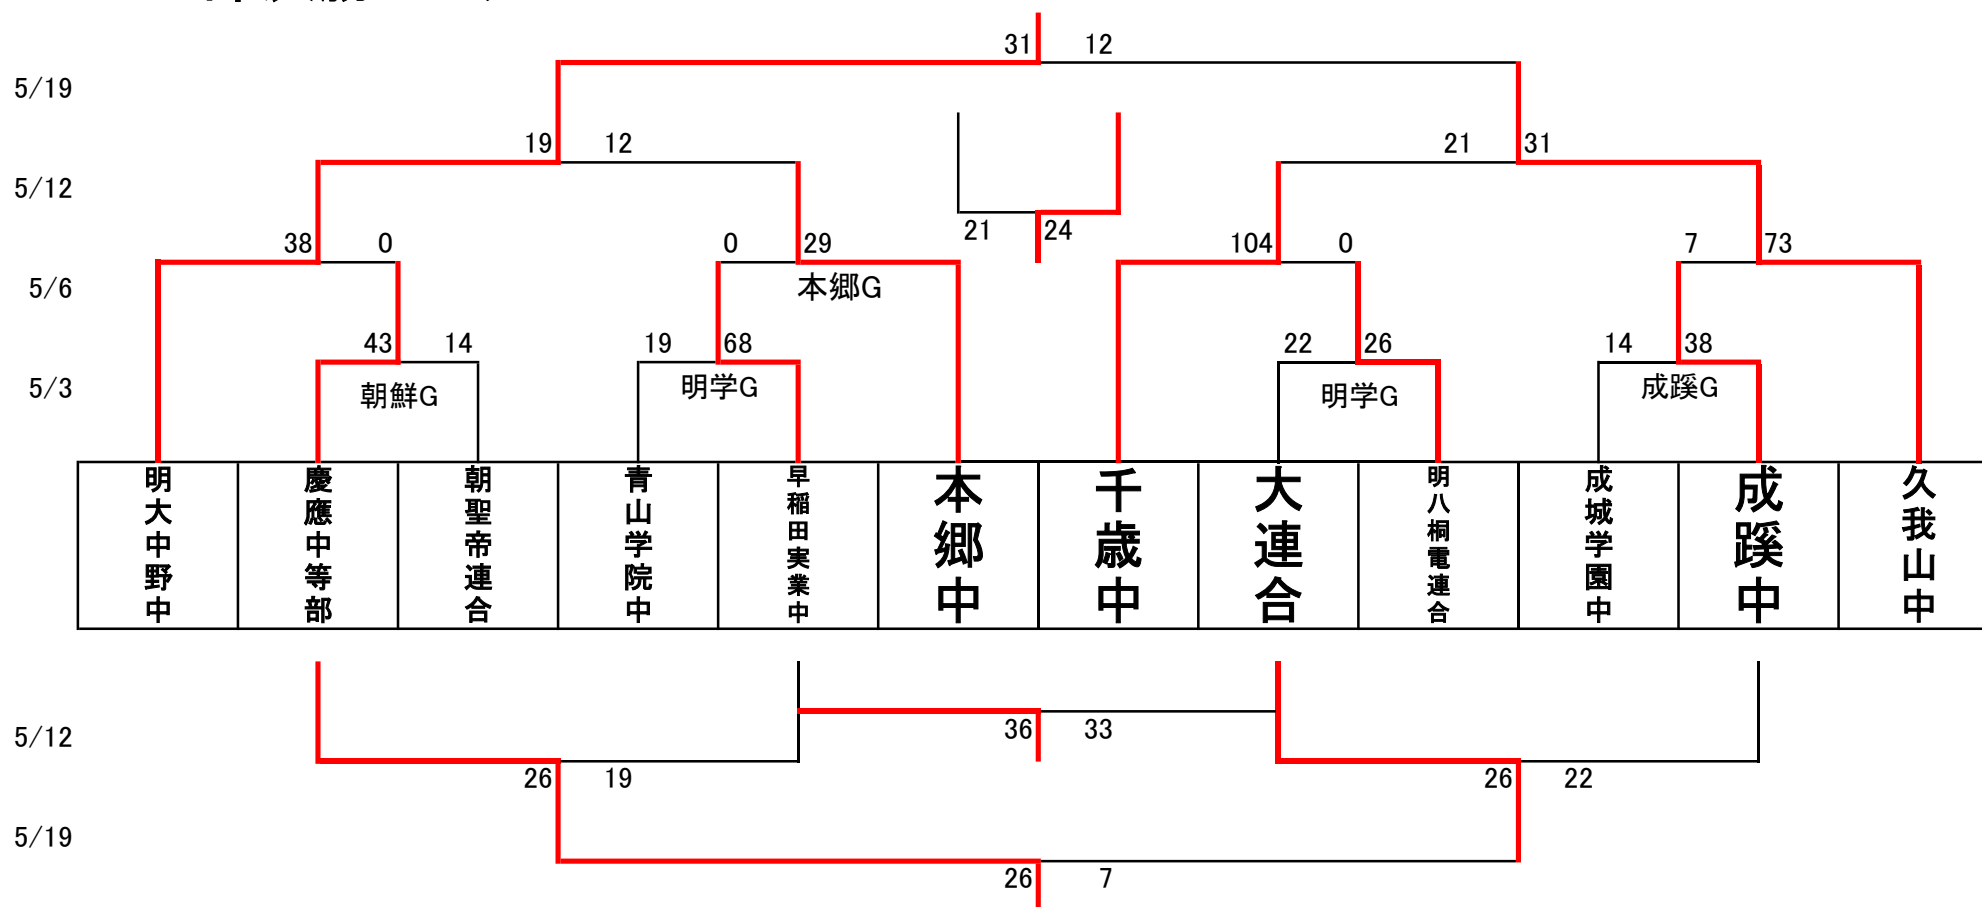 31 12
5/19
19 12 21 31
5/12
21 24
38 0 0 29 104 0 7 73
5/6
本郷G
43 14 19 68 22 26 14 38
5/3
朝鮮G 明学G 明学G 成蹊G
明大中野中
慶應中等部
朝聖帝連合
青山学院中
早稲田実業中
本郷中
千歳中
大連合
明八桐電連合
成城学園中
成蹊中
久我山中
36 33
5/12
26 19 26 22
5/19
26 7